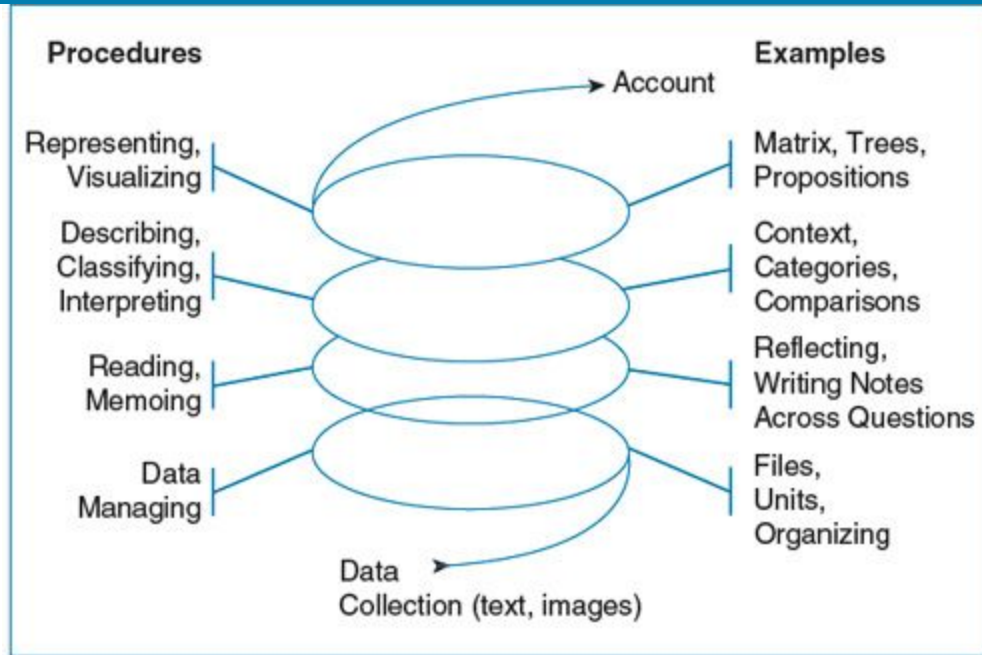 Procedures
Examples
Account
Representing,
Visualizing
Matrix, Trees,
Propositions
Describing,
Classifying,
Interpreting
Context,
Categories,
Comparisons
Reading,
Memoing
Reflecting,
Writing Notes
Across Questions
Data
Managing
Files,
Units,
Organizing
Data
Collection (text, images)